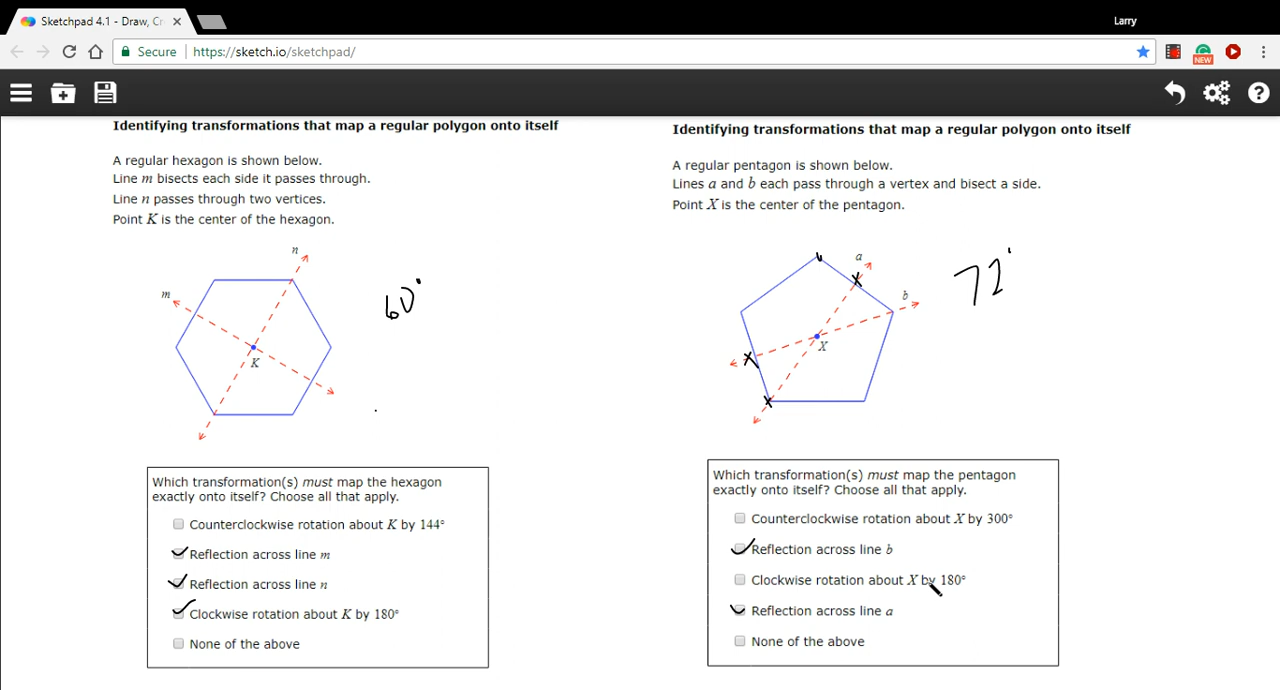 Sketchpad 4.1 - Draw, Cr
Larry
Secure https://sketch.io/sketchpad/
NEW
Identifying transformations that map a regular polygon onto itself
A regular hexagon is shown below.
Line m bisects each side it passes through.
Line n passes through two vertices.
Point K is the center of the hexagon.
n
m
K
60°
Which transformation(s) must map the hexagon
exactly onto itself? Choose all that apply.
Counterclockwise rotation about K by 144°
Reflection across line m
Reflection across line n
Clockwise rotation about K by 180°
None of the above
Identifying transformations that map a regular polygon onto itself
A regular pentagon is shown below.
Lines a and b each pass through a vertex and bisect a side.
Point X is the center of the pentagon.
a
b
X
72°
Which transformation(s) must map the pentagon
exactly onto itself? Choose all that apply.
Counterclockwise rotation about X by 300°
Reflection across line b
Clockwise rotation about X by 180°
Reflection across line a
None of the above